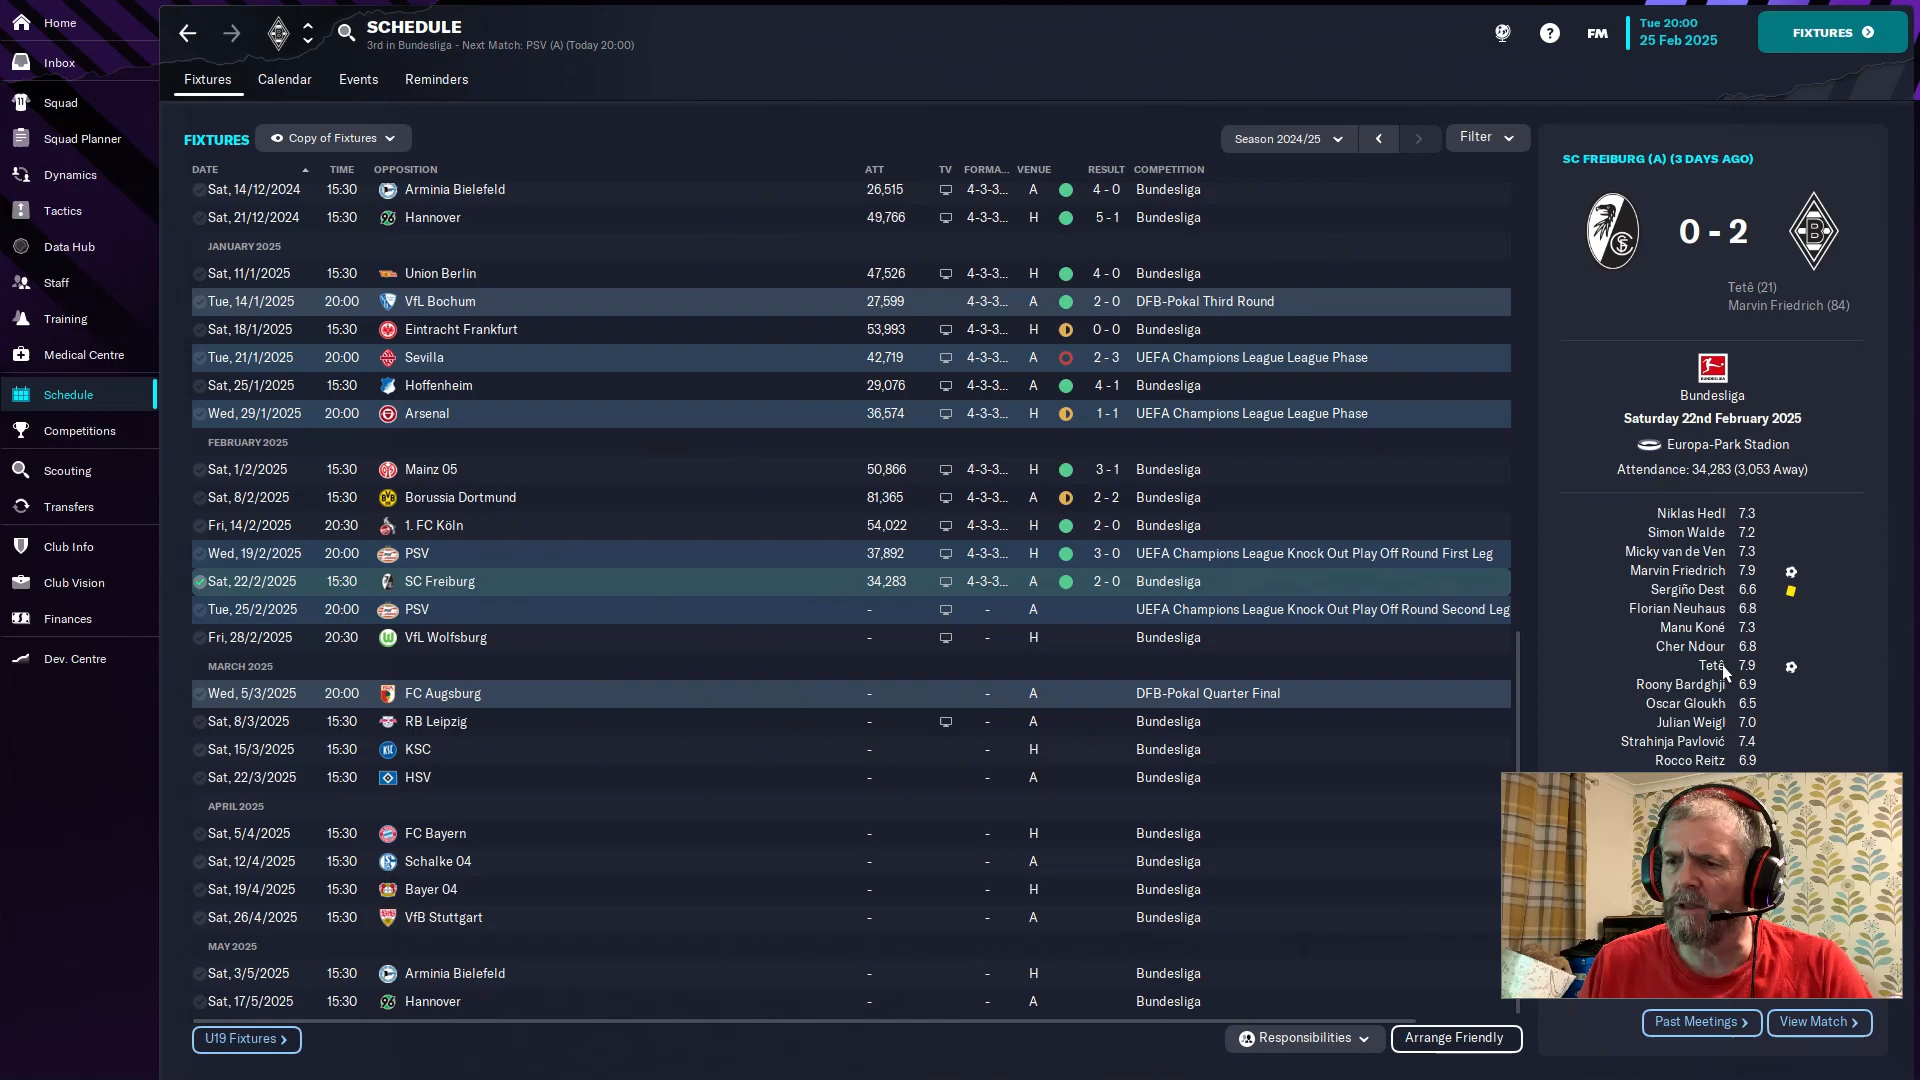 Home
Inbox
Squad
Squad Planner
Dynamics
Tactics
Data Hub
Staff
Training
Medical Centre
Schedule
Competitions
Scouting
Transfers
Club Info
Club Vision
Finances
Dev. Centre
SCHEDULE
3rd in Bundesliga - Next Match: PSV (A) (Today 20:00)
FM
Tue 20:00
25 Feb 2025
FIXTURES
Fixtures Calendar Events Reminders
FIXTURES Copy of Fixtures Season 2024/25 Filter
DATE TIME OPPOSITION ATT TV FORMA... VENUE RESULT COMPETITION
Sat, 14/12/2024 15:30 Arminia Bielefeld 26,515 4-3-3... A 4 - 0 Bundesliga
Sat, 21/12/2024 15:30 Hannover 49,766 4-3-3... H 5 - 1 Bundesliga
JANUARY 2025
Sat, 11/1/2025 15:30 Union Berlin 47,526 4-3-3... H 4 - 0 Bundesliga
Tue, 14/1/2025 20:00 VfL Bochum 27,599 4-3-3... A 2 - 0 DFB-Pokal Third Round
Sat, 18/1/2025 15:30 Eintracht Frankfurt 53,993 4-3-3... H 0 - 0 Bundesliga
Tue, 21/1/2025 20:00 Sevilla 42,719 4-3-3... A 2 - 3 UEFA Champions League League Phase
Sat, 25/1/2025 15:30 Hoffenheim 29,076 4-3-3... A 4 - 1 Bundesliga
Wed, 29/1/2025 20:00 Arsenal 36,574 4-3-3... H 1 - 1 UEFA Champions League League Phase
FEBRUARY 2025
Sat, 1/2/2025 15:30 Mainz 05 50,866 4-3-3... H 3 - 1 Bundesliga
Sat, 8/2/2025 15:30 Borussia Dortmund 81,365 4-3-3... A 2 - 2 Bundesliga
Fri, 14/2/2025 20:30 1. FC Köln 54,022 4-3-3... H 2 - 0 Bundesliga
Wed, 19/2/2025 20:00 PSV 37,892 4-3-3... H 3 - 0 UEFA Champions League Knock Out Play Off Round First Leg
Sat, 22/2/2025 15:30 SC Freiburg 34,283 4-3-3... A 2 - 0 Bundesliga
Tue, 25/2/2025 20:00 PSV - - A UEFA Champions League Knock Out Play Off Round Second Leg
Fri, 28/2/2025 20:30 VfL Wolfsburg - - H Bundesliga
MARCH 2025
Wed, 5/3/2025 20:00 FC Augsburg - - A DFB-Pokal Quarter Final
Sat, 8/3/2025 15:30 RB Leipzig - - A Bundesliga
Sat, 15/3/2025 15:30 KSC - - H Bundesliga
Sat, 22/3/2025 15:30 HSV - - A Bundesliga
APRIL 2025
Sat, 5/4/2025 15:30 FC Bayern - - H Bundesliga
Sat, 12/4/2025 15:30 Schalke 04 - - A Bundesliga
Sat, 19/4/2025 15:30 Bayer 04 - - H Bundesliga
Sat, 26/4/2025 15:30 VfB Stuttgart - - A Bundesliga
MAY 2025
Sat, 3/5/2025 15:30 Arminia Bielefeld - - H Bundesliga
Sat, 17/5/2025 15:30 Hannover - - A Bundesliga
U19 Fixtures Responsibilities Arrange Friendly
SC FREIBURG (A) (3 DAYS AGO)
0 - 2
Tetê (21)
Marvin Friedrich (84)
BUNDESLIGA
Bundesliga
Saturday 22nd February 2025
Europa-Park Stadion
Attendance: 34,283 (3,053 Away)
Niklas Hedl 7.3
Simon Walde 7.2
Micky van de Ven 7.3
Marvin Friedrich 7.9
Sergiño Dest 6.6
Florian Neuhaus 6.8
Manu Koné 7.3
Cher Ndour 6.8
Tetê 7.9
Roony Bardghji 6.9
Oscar Gloukh 6.5
Julian Weigl 7.0
Strahinja Pavlović 7.4
Rocco Reitz 6.9
Past Meetings View Match